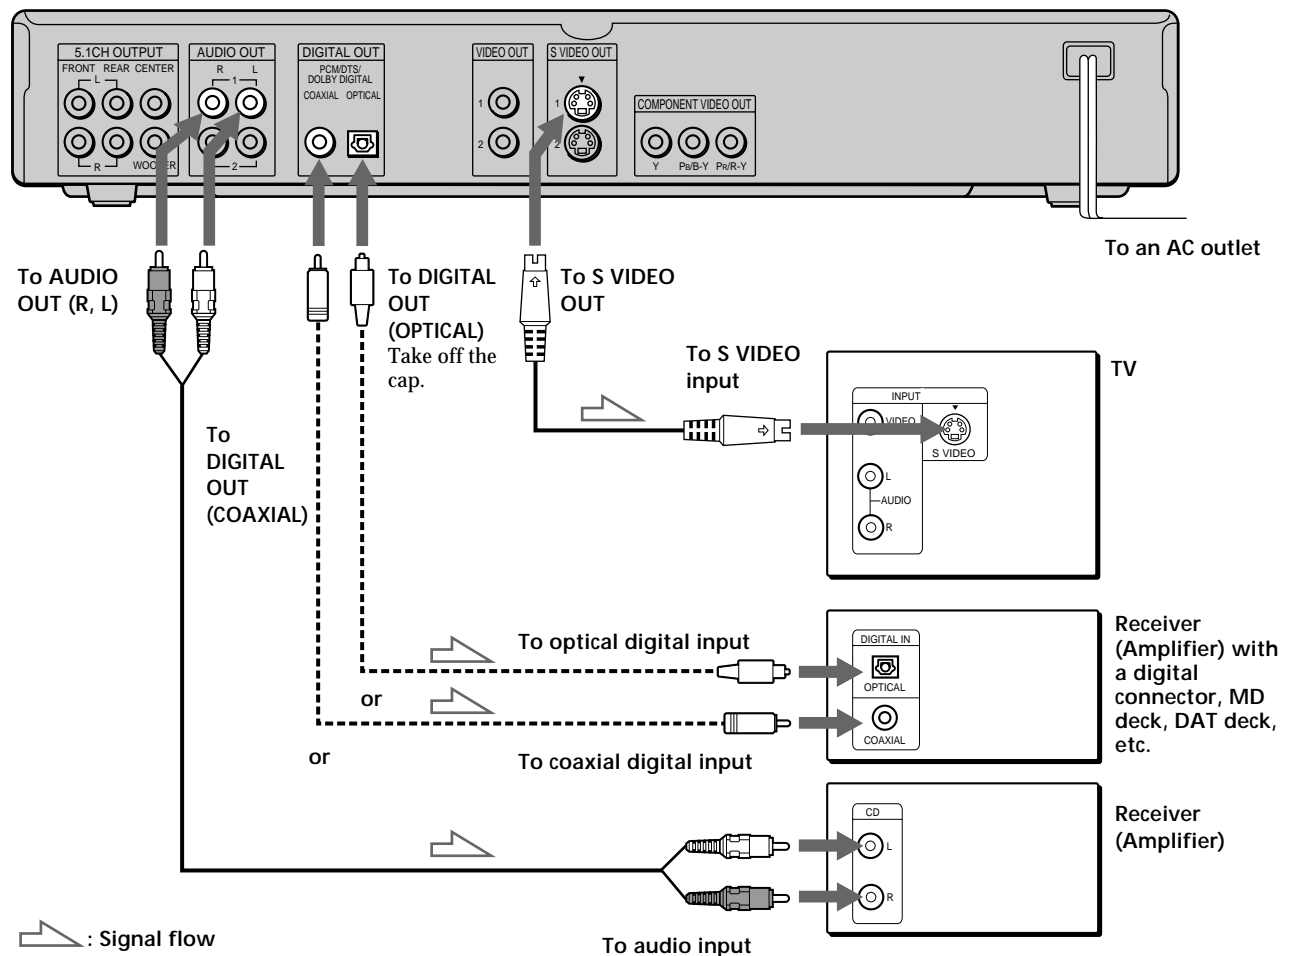 5.1CH OUTPUT
FRONT REAR CENTER
L
R
AUDIO OUT
R L
1
2
DIGITAL OUT
PCM/DTS/
DOLBY DIGITAL
COAXIAL OPTICAL
VIDEO OUT
1
2
S VIDEO OUT
1
2
COMPONENT VIDEO OUT
Y PB/B-Y PR/R-Y
To an AC outlet
To AUDIO
OUT (R, L)
To DIGITAL
OUT
(OPTICAL)
Take off the
cap.
To S VIDEO
OUT
To
DIGITAL
OUT
(COAXIAL)
To S VIDEO
input
TV
INPUT
VIDEO
S VIDEO
L
AUDIO
R
To optical digital input
or
or
To coaxial digital input
DIGITAL IN
OPTICAL
COAXIAL
Receiver
(Amplifier) with
a digital
connector, MD
deck, DAT deck,
etc.
CD
L
R
Receiver
(Amplifier)
To audio input
: Signal flow